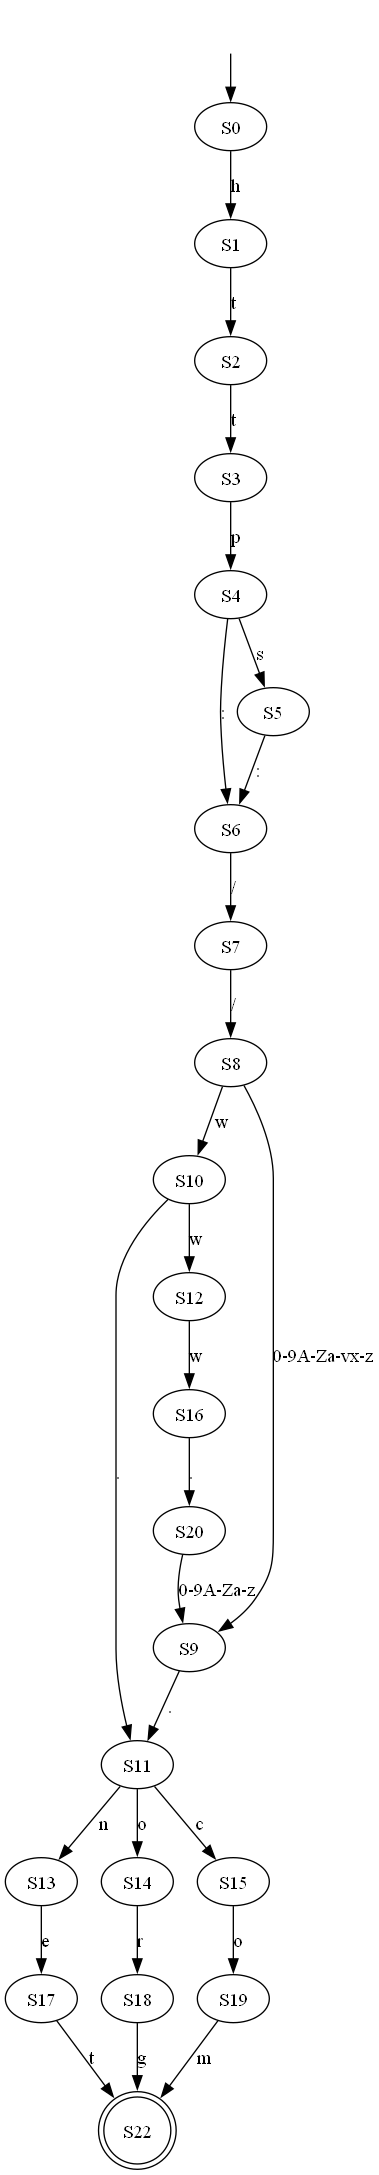 S0
h
S1
t
S2
t
S3
p
S4
s
S5
:
:
S6
/
S7
/
S8
w
S10
w
S12
w
0-9A-Za-vx-z
S16
.
.
S20
0-9A-Za-z
S9
.
S11
n
o
c
S13
S14
S15
e
r
o
S17
S18
S19
t
g
m
S22